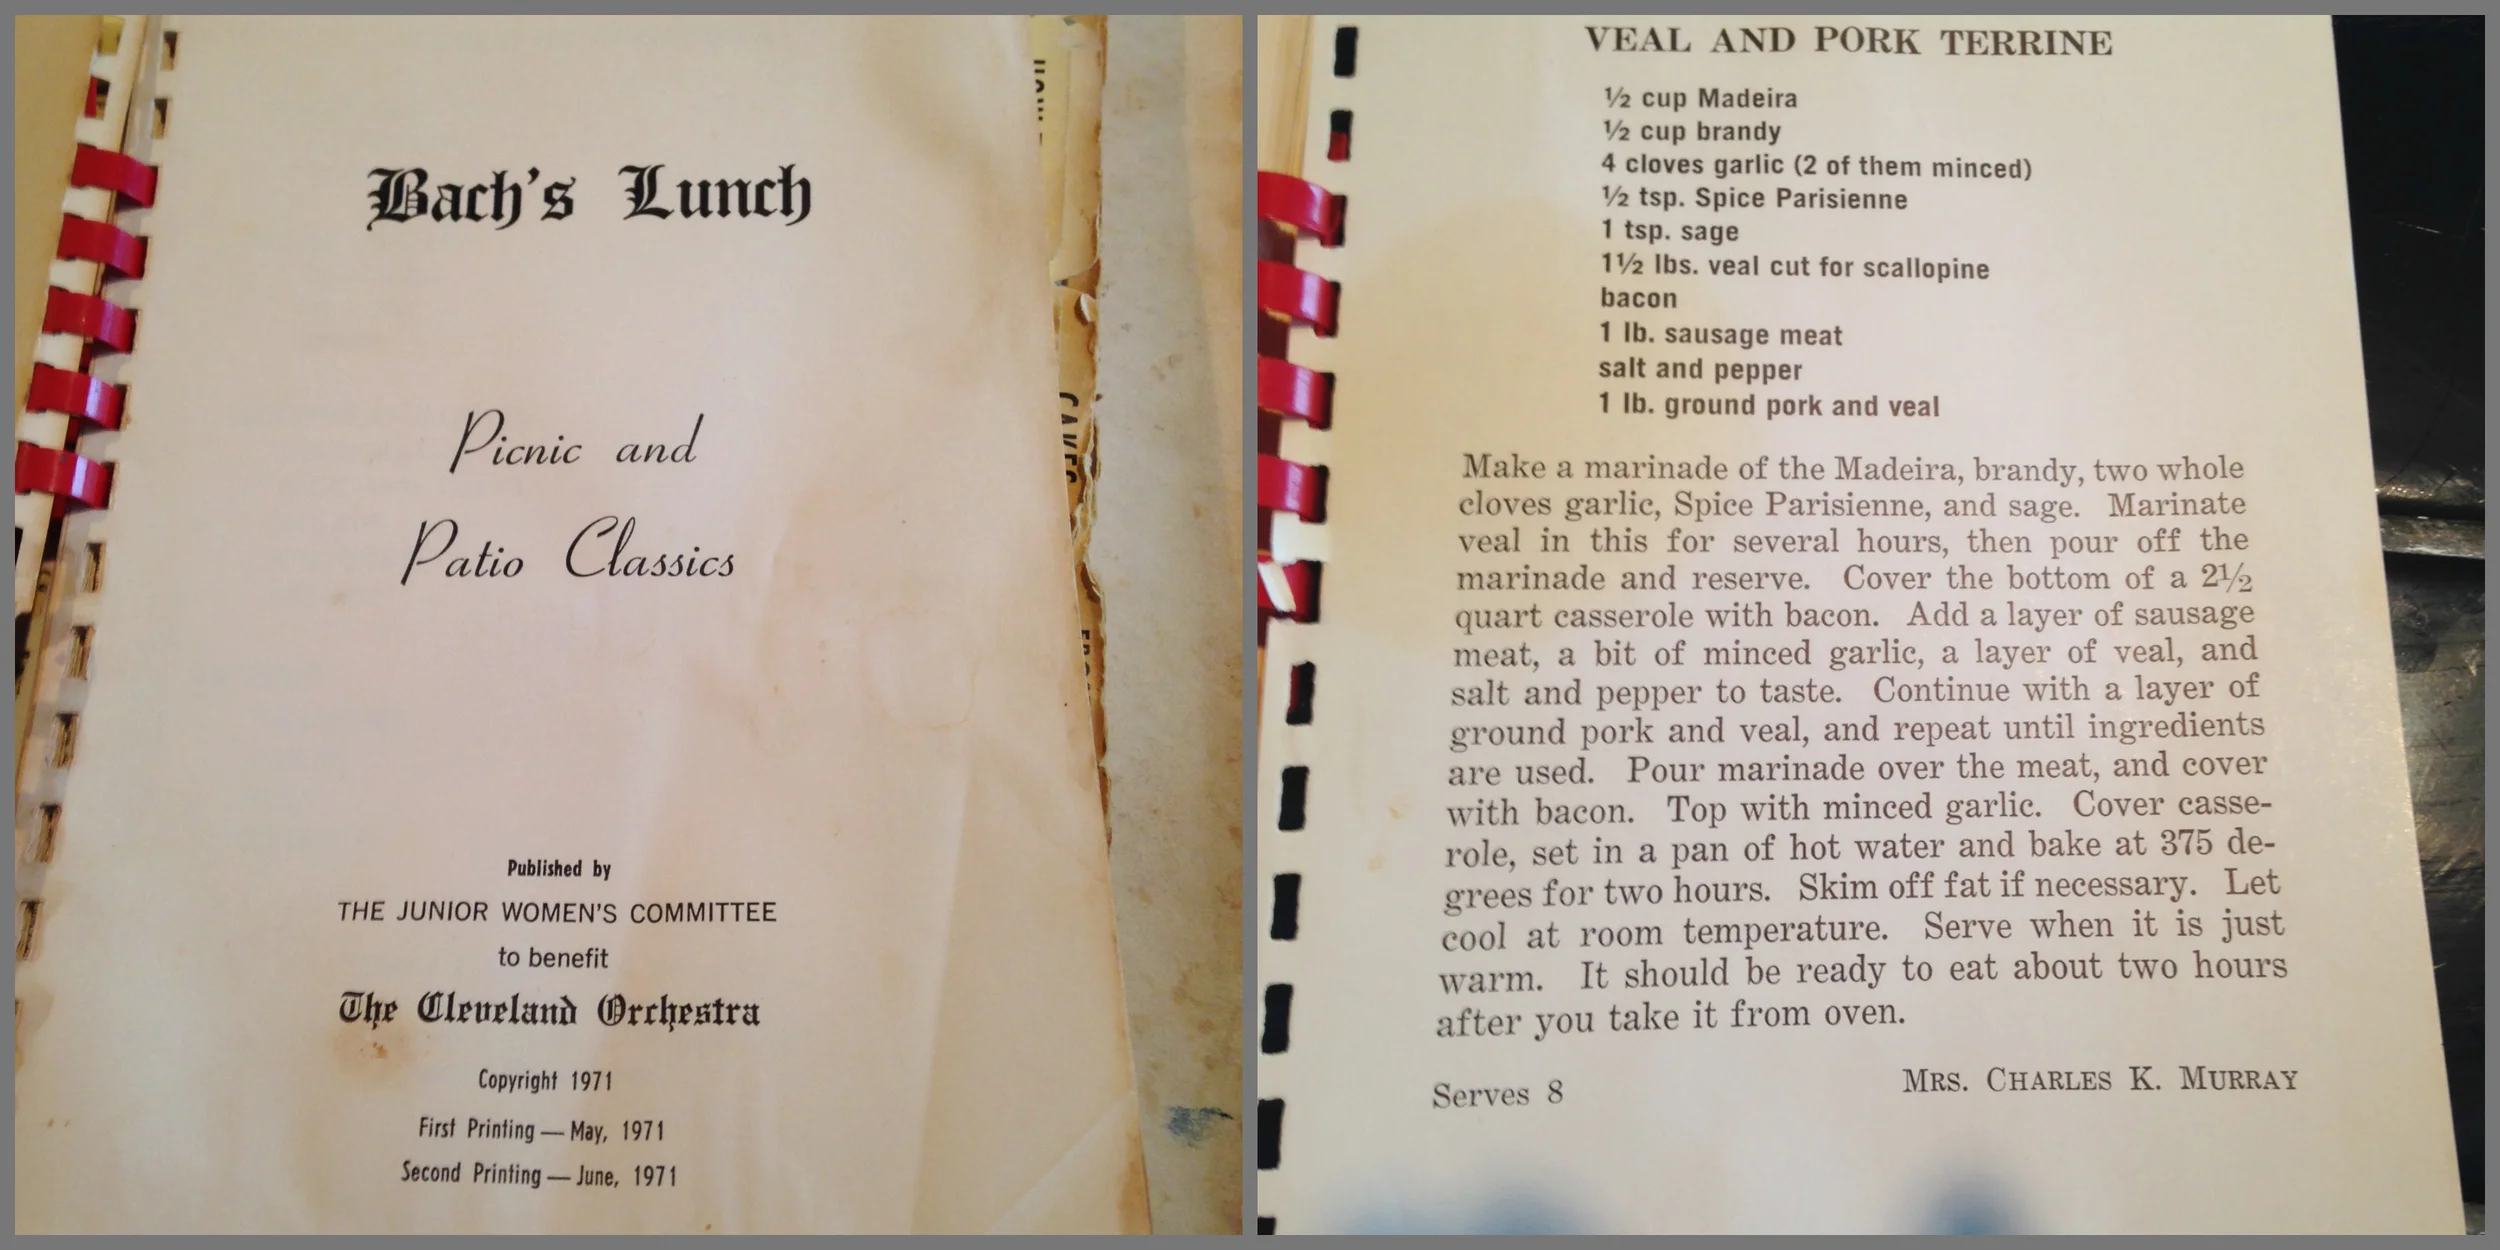 Bach's Lunch
Picnic and
Patio Classics
Published by
THE JUNIOR WOMEN'S COMMITTEE
to benefit
The Cleveland Orchestra
Copyright 1971
First Printing — May, 1971
Second Printing — June, 1971
CAKES
VEAL AND PORK TERRINE
½ cup Madeira
½ cup brandy
4 cloves garlic (2 of them minced)
½ tsp. Spice Parisienne
1 tsp. sage
1½ lbs. veal cut for scallopine
bacon
1 lb. sausage meat
salt and pepper
1 lb. ground pork and veal
Make a marinade of the Madeira, brandy, two whole
cloves garlic, Spice Parisienne, and sage. Marinate
veal in this for several hours, then pour off the
marinade and reserve. Cover the bottom of a 2½
quart casserole with bacon. Add a layer of sausage
meat, a bit of minced garlic, a layer of veal, and
salt and pepper to taste. Continue with a layer of
ground pork and veal, and repeat until ingredients
are used. Pour marinade over the meat, and cover
with bacon. Top with minced garlic. Cover casse-
role, set in a pan of hot water and bake at 375 de-
grees for two hours. Skim off fat if necessary. Let
cool at room temperature. Serve when it is just
warm. It should be ready to eat about two hours
after you take it from oven.
Serves 8 MRS. CHARLES K. MURRAY